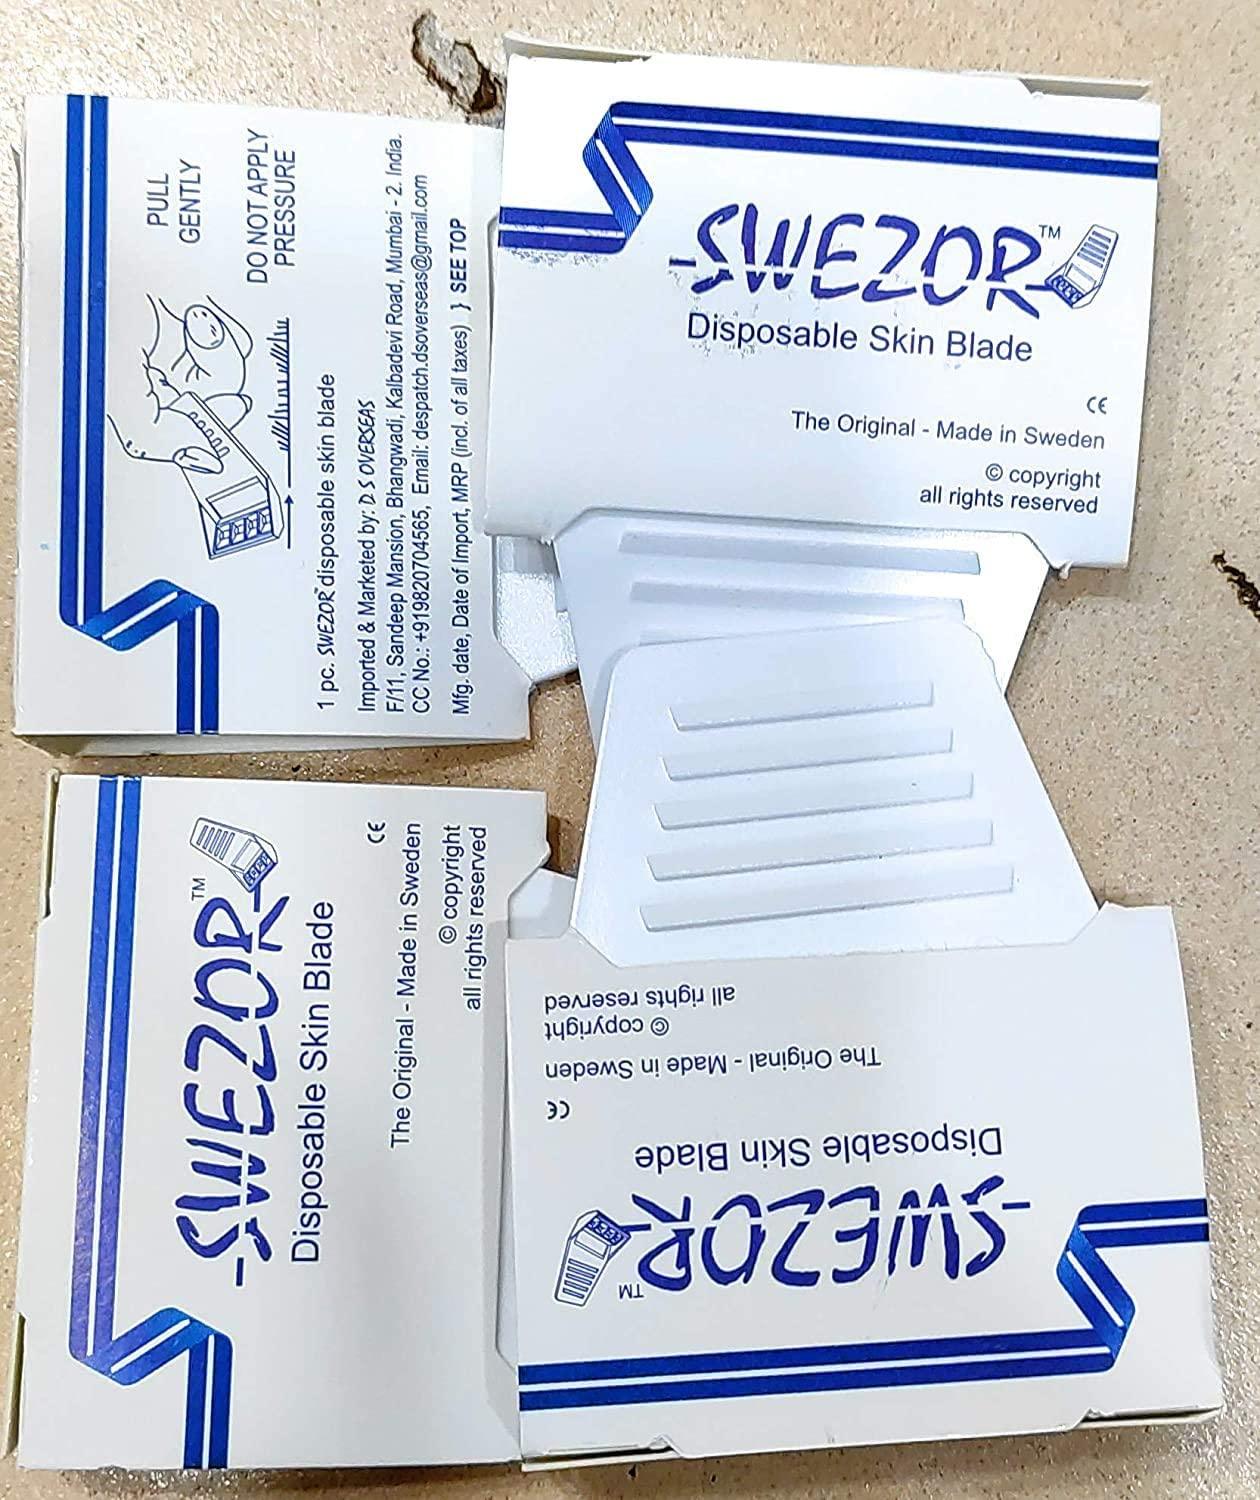 PULL
GENTLY
DO NOT APPLY
PRESSURE
1 pc. SWEZOR disposable skin blade
Imported & Marketed by: D. S OVERSEAS
F/11, Sandeep Mansion, Bhangwadi, Kalbadevi Road, Mumbai - 2. India.
CC No.: +919820704565, Email: despatch.dsoverseas@gmail.com
Mfg. date, Date of Import, MRP (incl. of all taxes) } SEE TOP
SWEZOR™
Disposable Skin Blade
CE
The Original - Made in Sweden
© copyright
all rights reserved
SWEZOR™
Disposable Skin Blade
CE
The Original - Made in Sweden
© copyright
all rights reserved
SWEZOR™
Disposable Skin Blade
CE
The Original - Made in Sweden
© copyright
all rights reserved